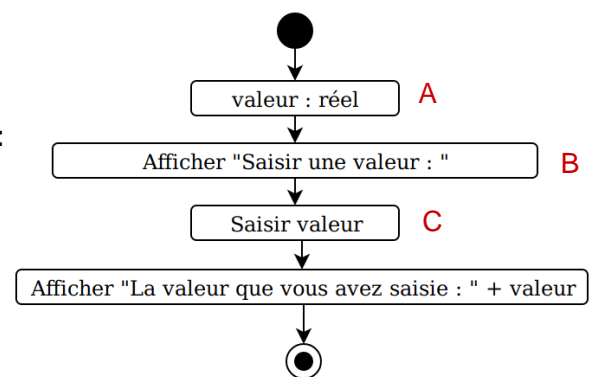 valeur : réel
A
:
Afficher "Saisir une valeur : "
B
Saisir valeur
C
Afficher "La valeur que vous avez saisie : " + valeur